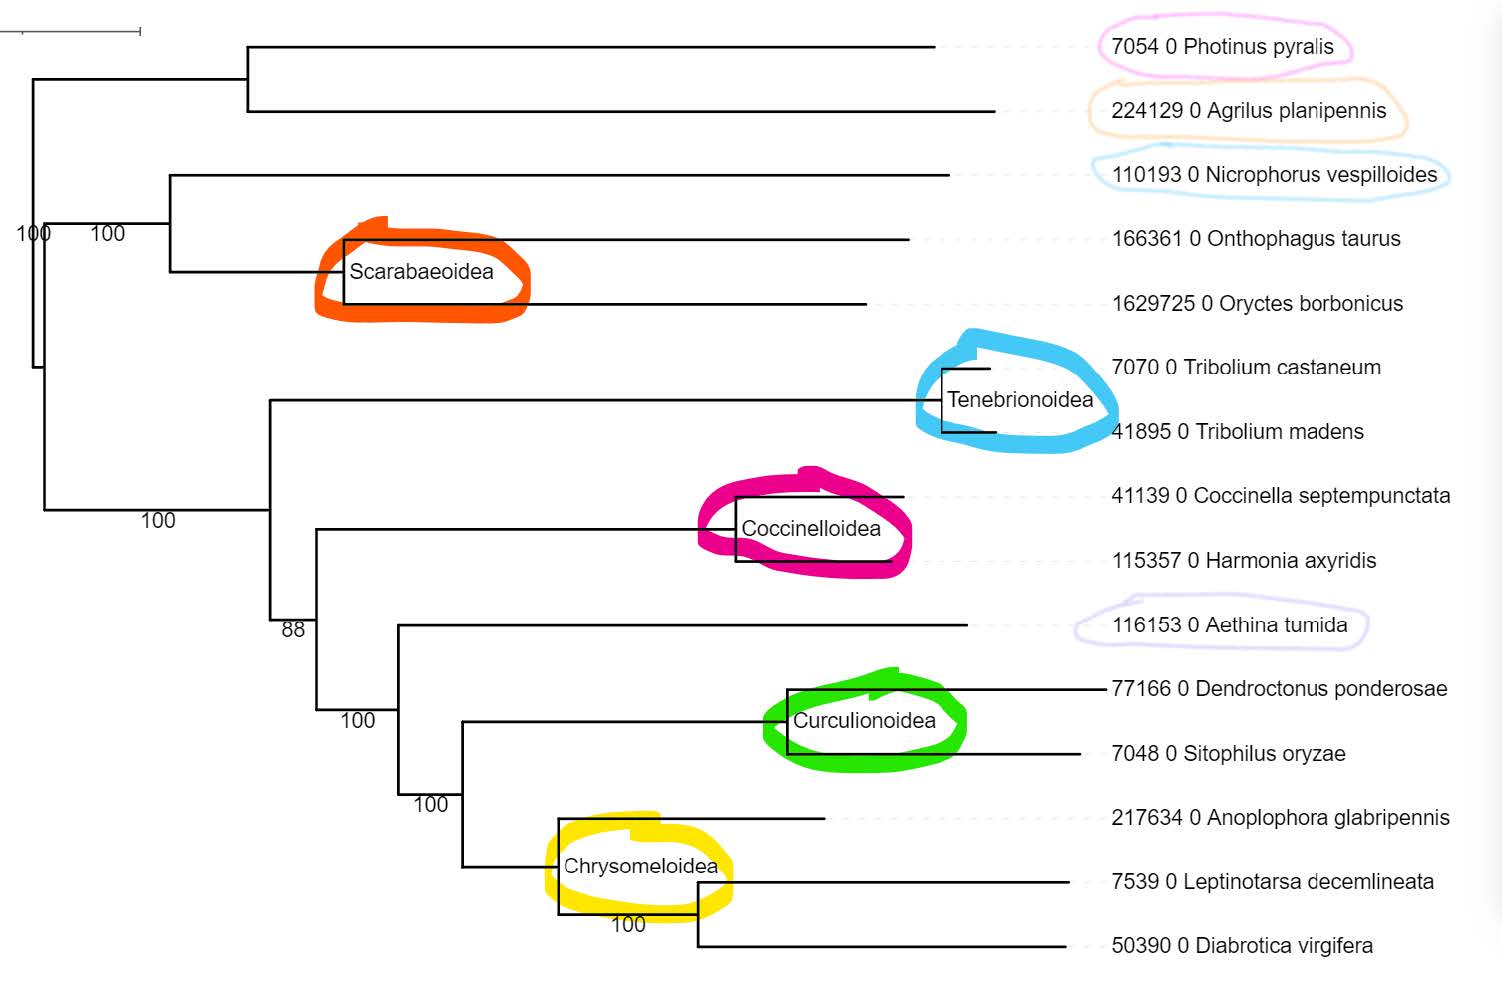 7054 0 Photinus pyralis
224129 0 Agrilus planipennis
110193 0 Nicrophorus vespilloides
100
100
166361 0 Onthophagus taurus
Scarabaeoidea
1629725 0 Oryctes borbonicus
7070 0 Tribolium castaneum
Tenebrionoidea
41895 0 Tribolium madens
41139 0 Coccinella septempunctata
100
Coccinelloidea
115357 0 Harmonia axyridis
116153 0 Aethina tumida
88
77166 0 Dendroctonus ponderosae
100
Curculionoidea
7048 0 Sitophilus oryzae
100
217634 0 Anoplophora glabripennis
Chrysomeloidea
7539 0 Leptinotarsa decemlineata
100
50390 0 Diabrotica virgifera